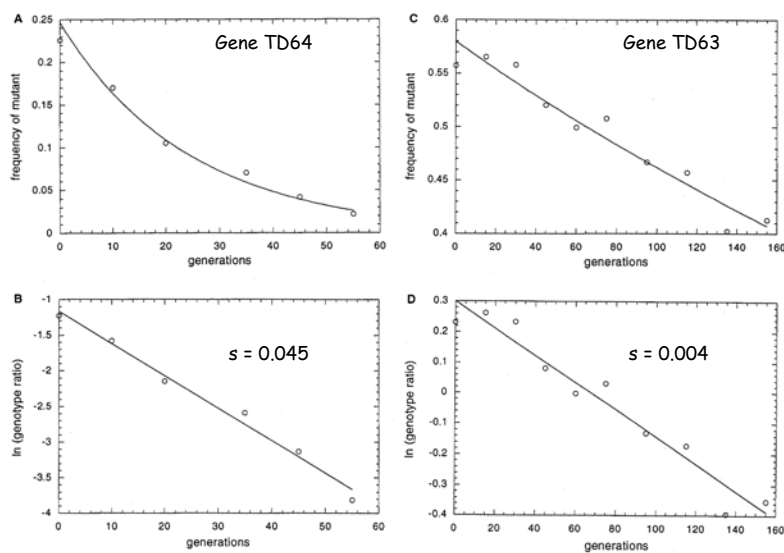 A
Gene TD64
frequency of mutant
0.25
0.2
0.15
0.1
0.05
0
0 10 20 30 40 50 60
generations
C
Gene TD63
frequency of mutant
0.6
0.55
0.5
0.45
0.4
0 20 40 60 80 100 120 140 160
generations
B
s = 0.045
ln (genotype ratio)
-1
-1.5
-2
-2.5
-3
-3.5
-4
0 10 20 30 40 50 60
generations
D
s = 0.004
ln (genotype ratio)
0.3
0.2
0.1
0
-0.1
-0.2
-0.3
-0.4
0 20 40 60 80 100 120 140 160
generations